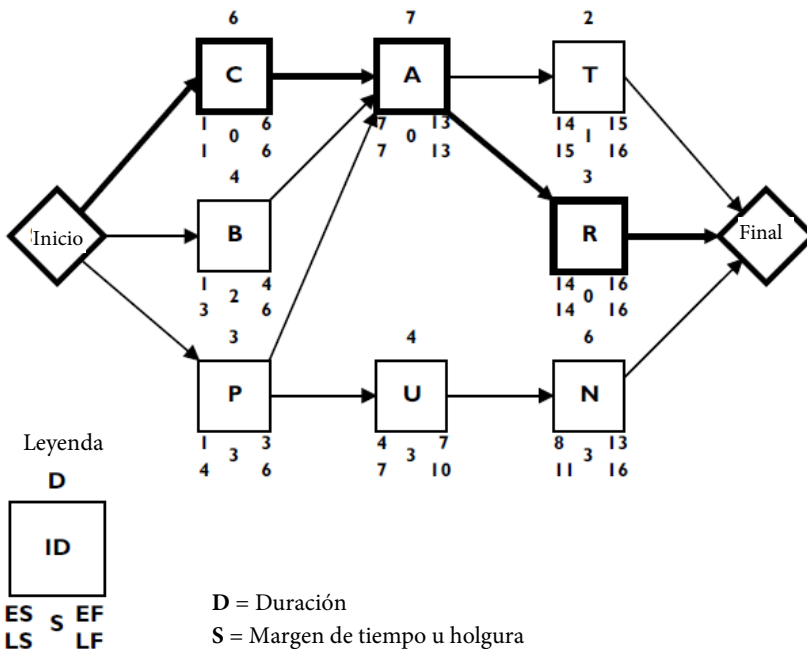 6
7
2
C
A
T
1 6
0
1 6
7 13
0
7 13
14 15
1
15 16
4
3
Inicio
B
R
Final
1 4
2
3 6
14 16
0
14 16
3
4
6
P
U
N
1 3
3
4 6
4 7
3
7 10
8 13
3
11 16
Leyenda
D
ID
ES EF
S
LS LF
D = Duración
S = Margen de tiempo u holgura